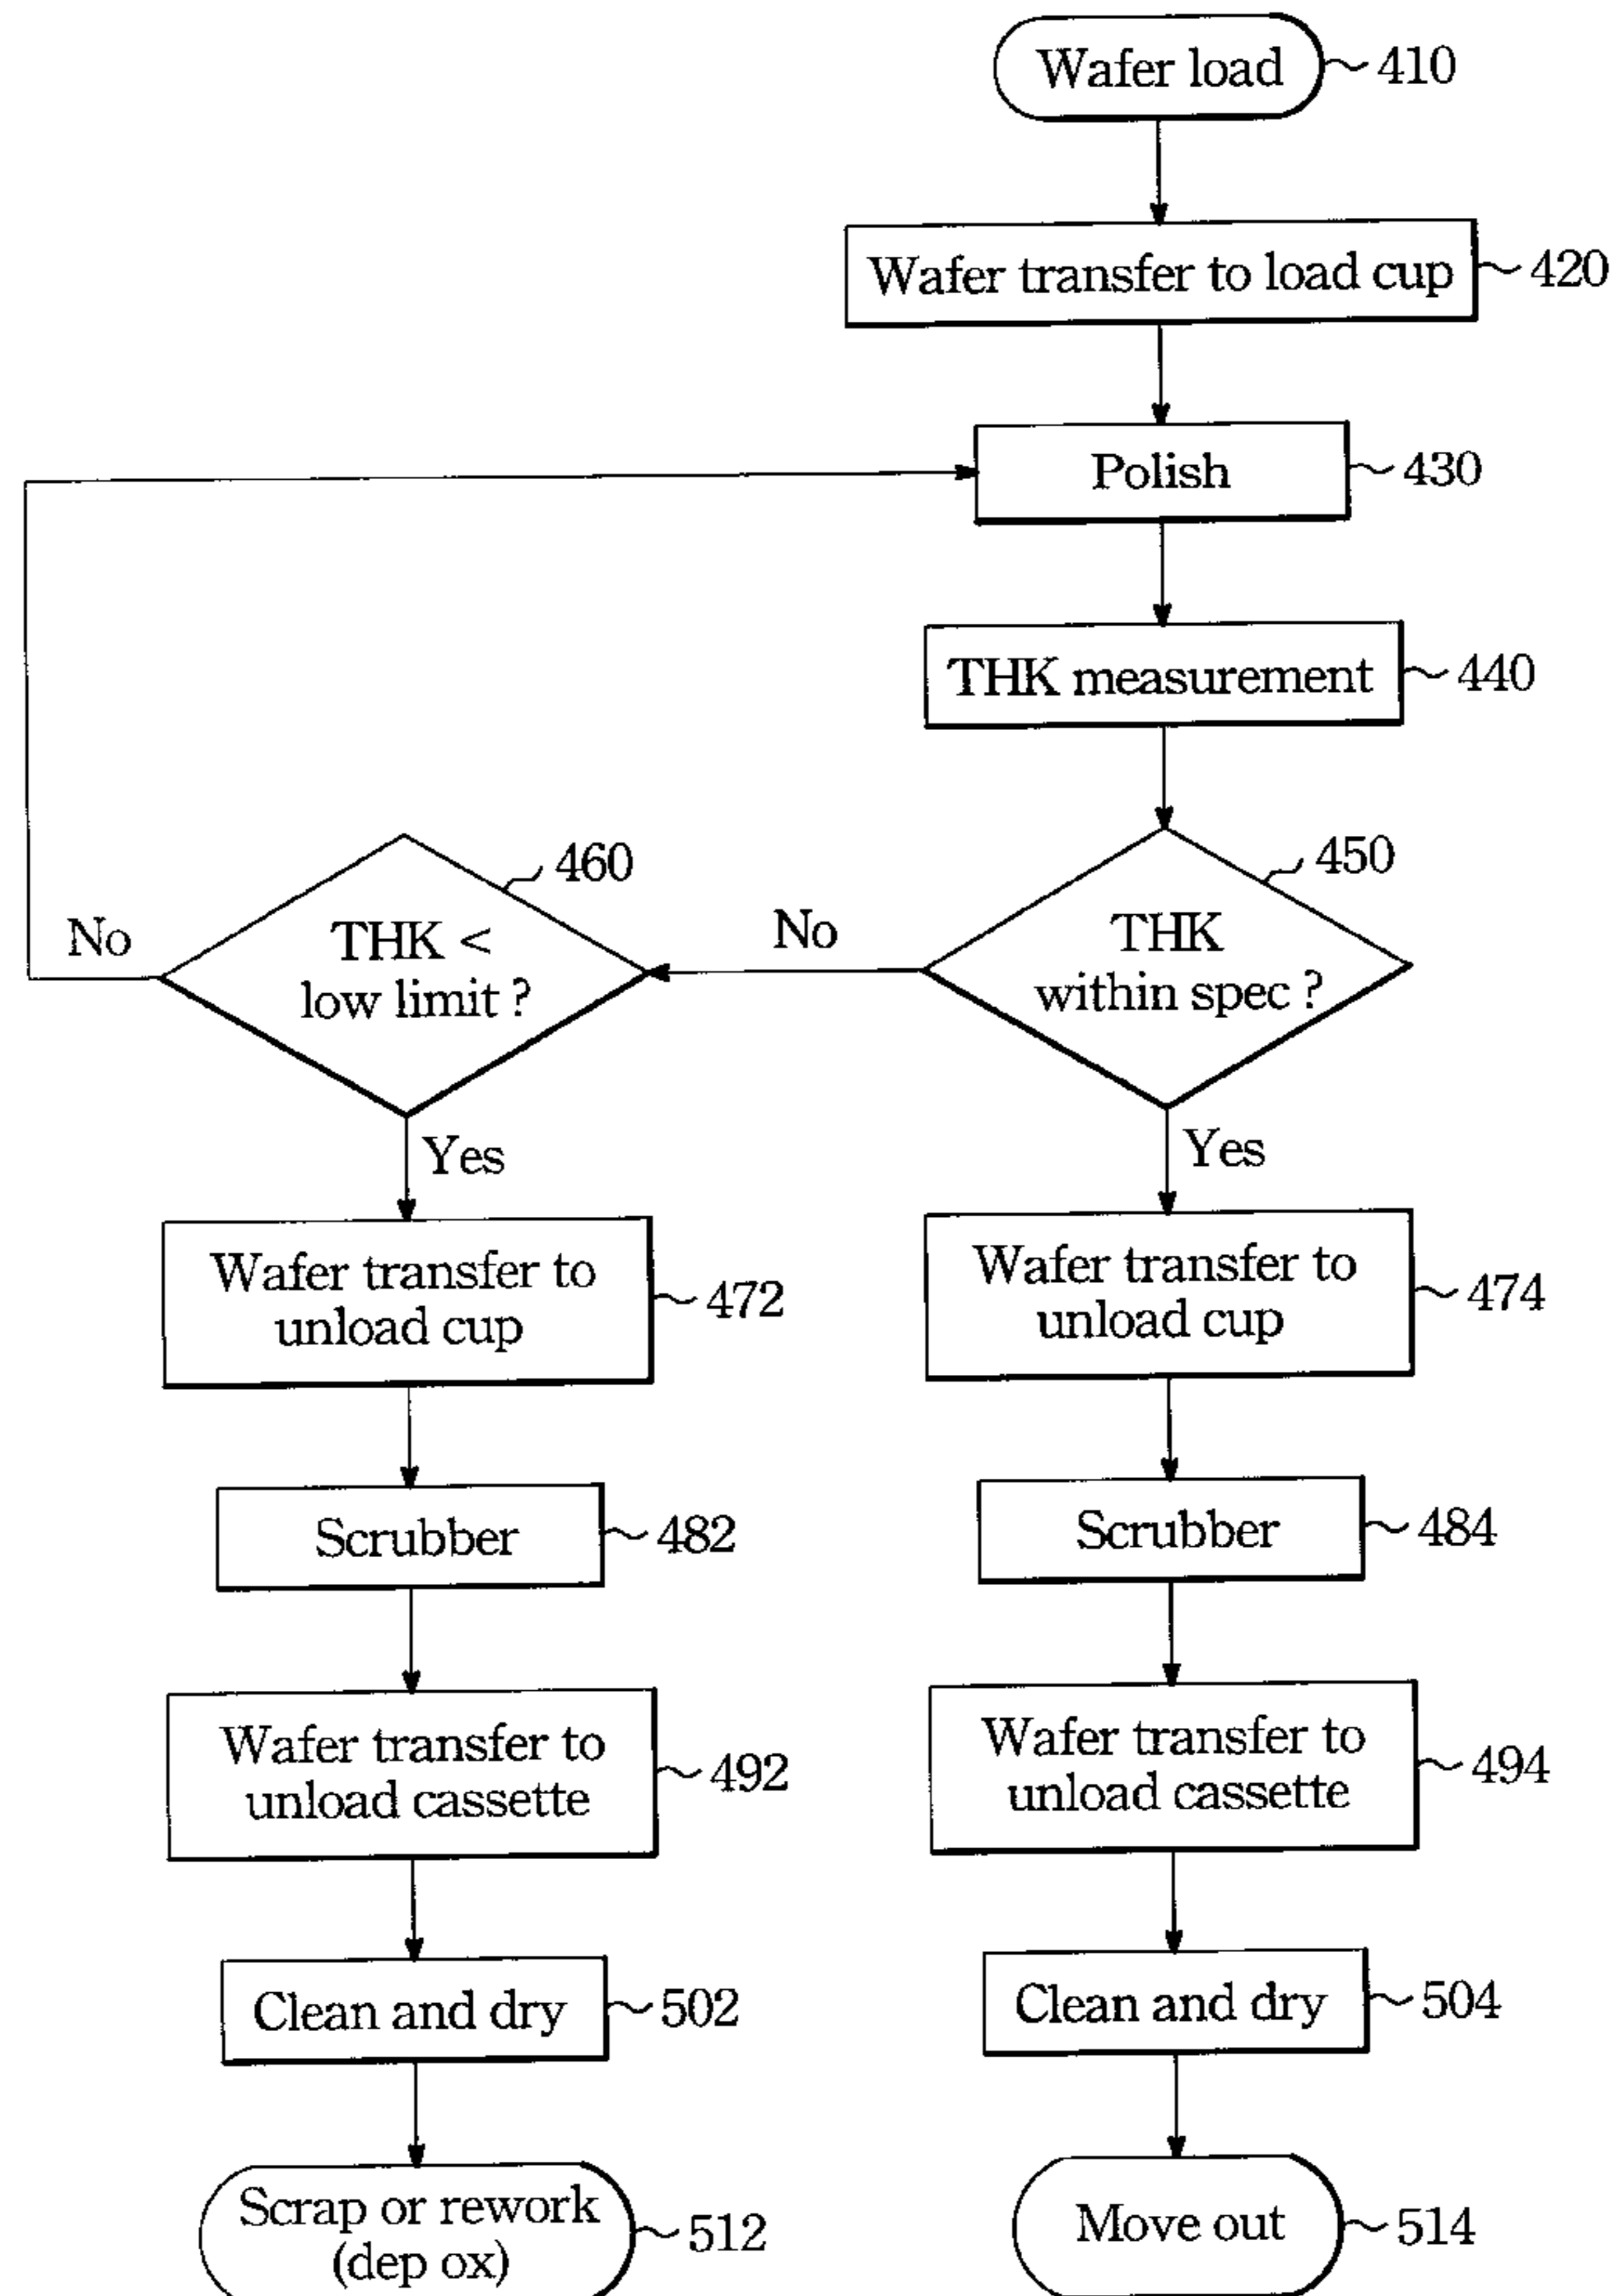 Wafer load
410
Wafer transfer to load cup
420
Polish
430
THK measurement
440
THK
within spec ?
450
No
THK <
low limit ?
460
No
Yes
Yes
Wafer transfer to
unload cup
472
Wafer transfer to
unload cup
474
Scrubber
482
Scrubber
484
Wafer transfer to
unload cassette
492
Wafer transfer to
unload cassette
494
Clean and dry
502
Clean and dry
504
Scrap or rework
(dep ox)
512
Move out
514